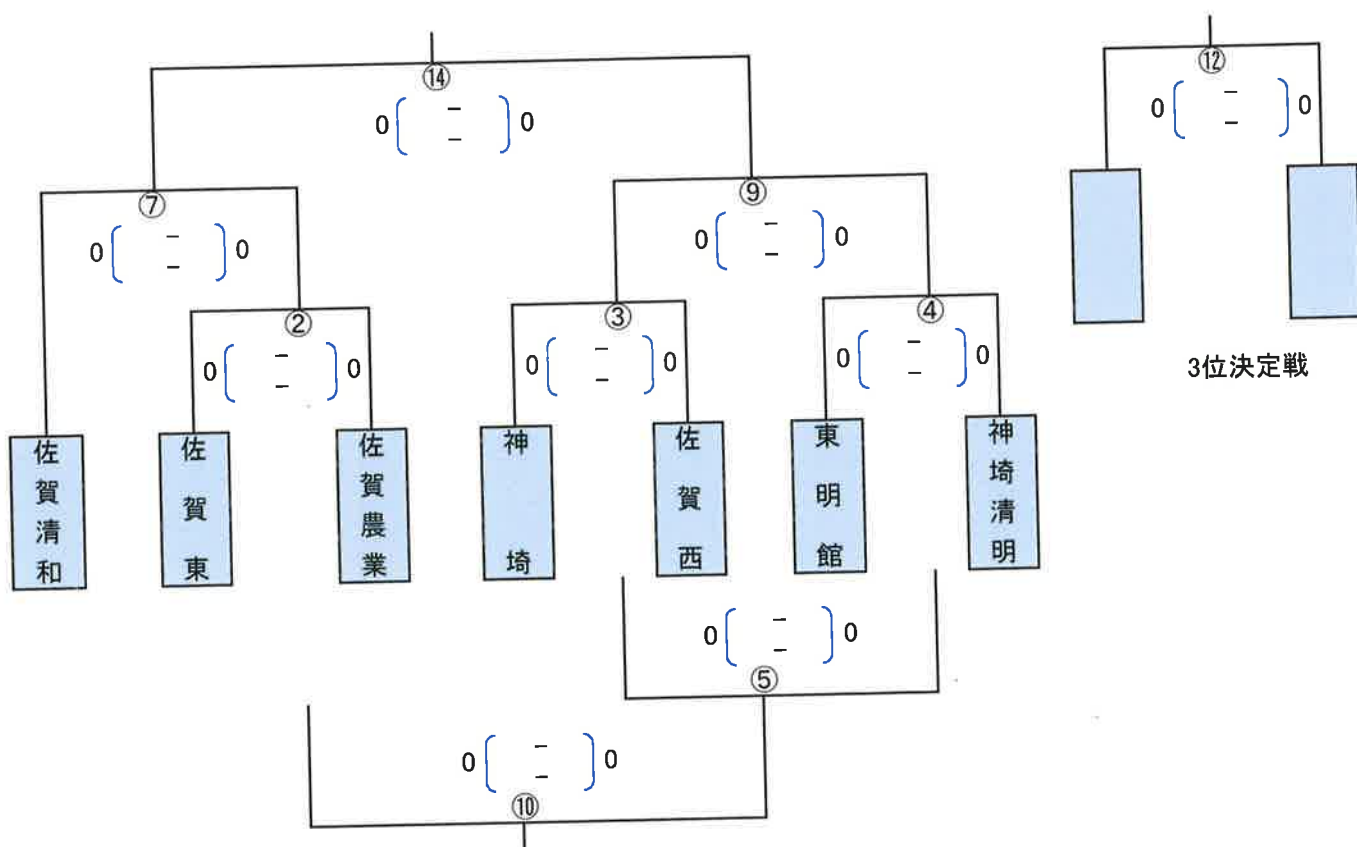 ⑭
0 ( - - ) 0
⑫
0 ( - - ) 0
3位決定戦
⑦
0 ( - - ) 0
⑨
0 ( - - ) 0
②
0 ( - - ) 0
③
0 ( - - ) 0
④
0 ( - - ) 0
佐賀清和
佐賀東
佐賀農業
神埼
佐賀西
東明館
神埼清明
0 ( - - ) 0
⑤
0 ( - - ) 0
⑩